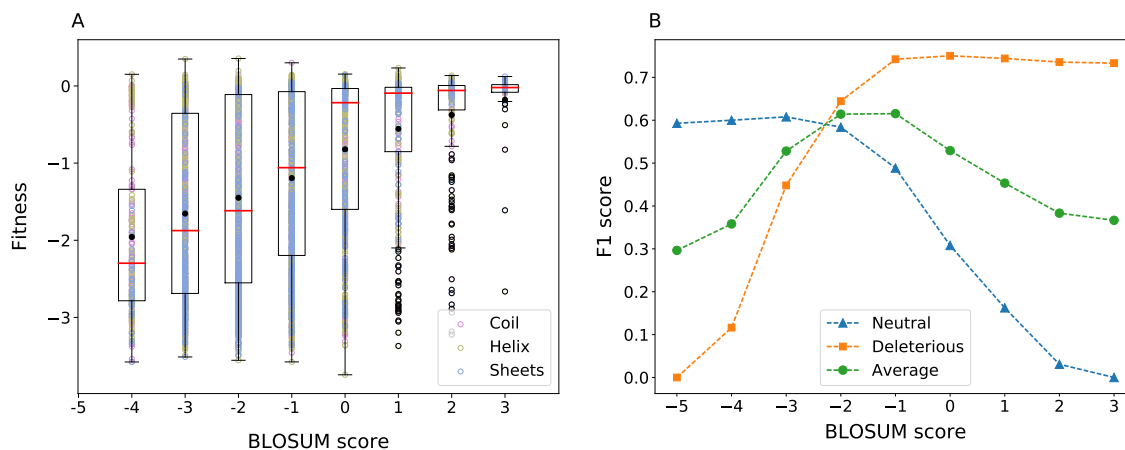 A
Fitness
0
−1
−2
−3
-5
-4
-3
-2
-1
0
1
2
3
BLOSUM score
Coil
Helix
Sheets
B
F1 score
0.7
0.6
0.5
0.4
0.3
0.2
0.1
0.0
−5
−4
−3
−2
−1
0
1
2
3
BLOSUM score
Neutral
Deleterious
Average